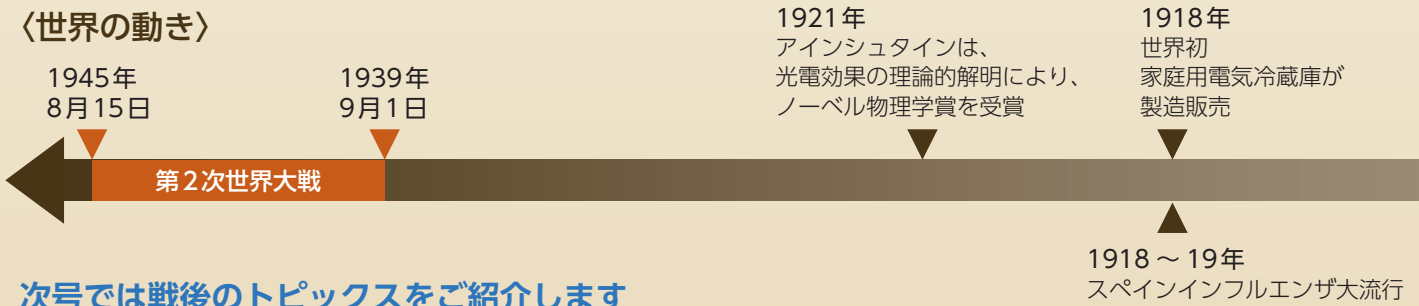 〈世界の動き〉
1945年
8月15日
1939年
9月1日
1921年
アインシュタインは、
光電効果の理論的解明により、
ノーベル物理学賞を受賞
1918年
世界初
家庭用電気冷蔵庫が
製造販売
第2次世界大戦
1918～19年
スペインインフルエンザ大流行
次号では戦後のトピックスをご紹介します